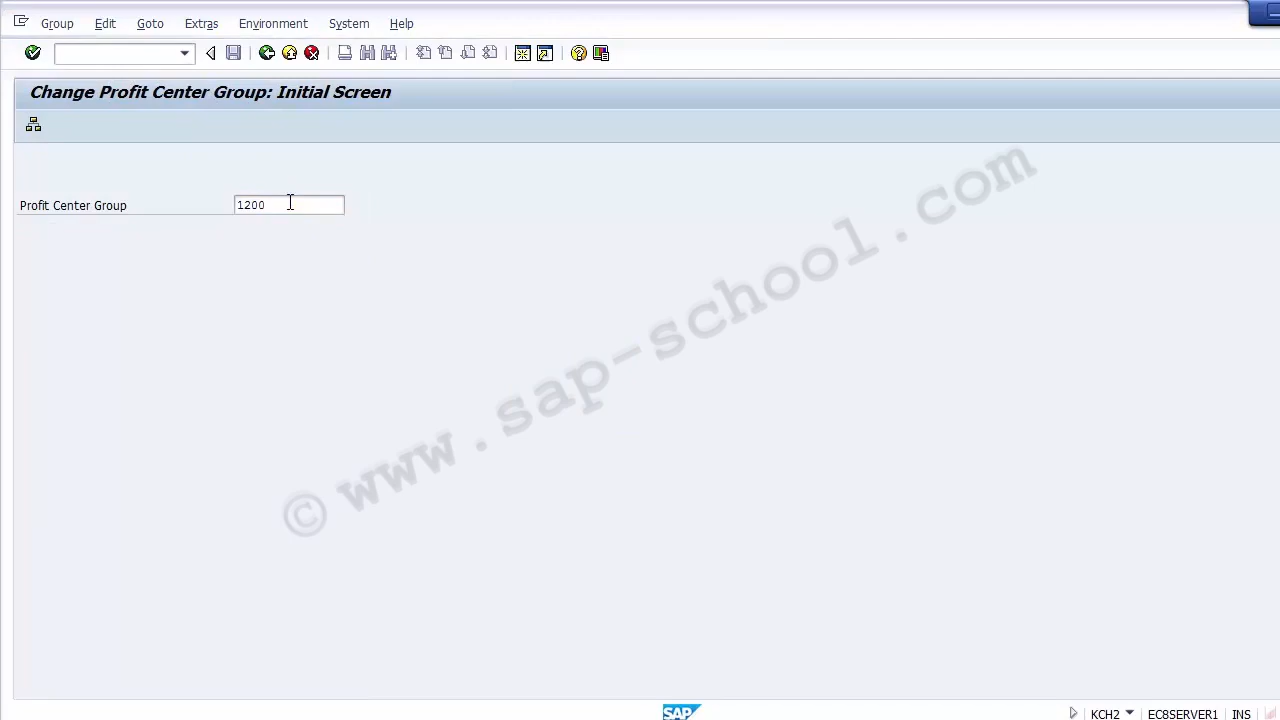 Group Edit Goto Extras Environment System Help
Change Profit Center Group: Initial Screen
Profit Center Group 1200
© www.sap-school.com
SAP KCH2 EC8SERVER1 INS